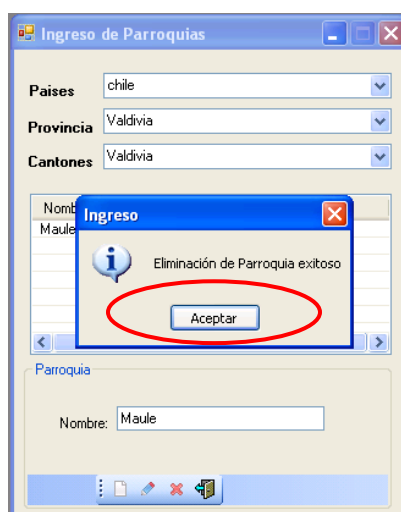 Ingreso de Parroquias
Paises chile
Provincia Valdivia
Cantones Valdivia
Ingreso
Maule
Eliminación de Parroquia exitoso
Aceptar
Parroquia
Nombre: Maule